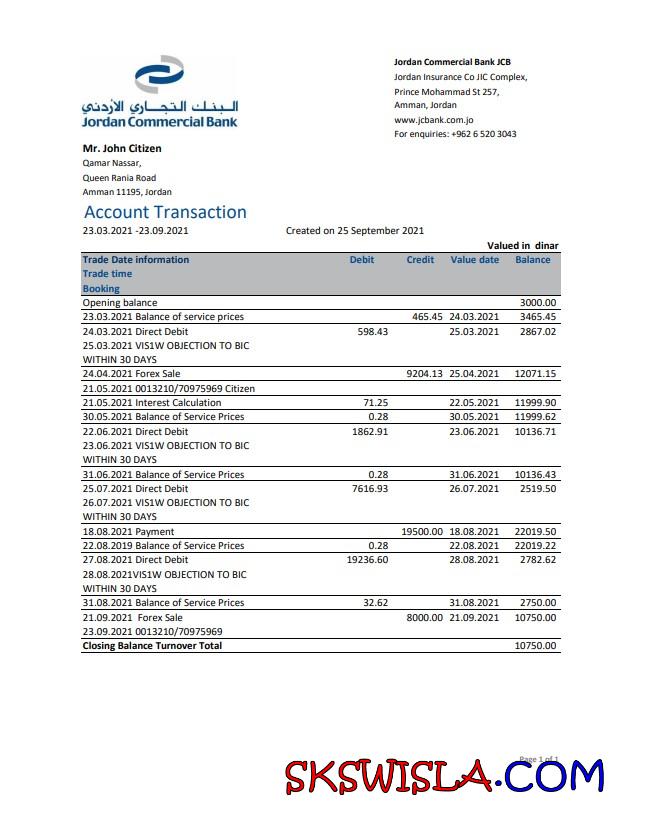 البنك التجاري الأردني
Jordan Commercial Bank
Jordan Commercial Bank JCB
Jordan Insurance Co JIC Complex,
Prince Mohammad St 257,
Amman, Jordan
www.jcbank.com.jo
For enquiries: +962 6 520 3043
Mr. John Citizen
Qamar Nassar,
Queen Rania Road
Amman 11195, Jordan
Account Transaction
23.03.2021 -23.09.2021 Created on 25 September 2021
Valued in dinar
Trade Date information Debit Credit Value date Balance
Trade time
Booking
Opening balance 3000.00
23.03.2021 Balance of service prices 465.45 24.03.2021 3465.45
24.03.2021 Direct Debit 598.43 25.03.2021 2867.02
25.03.2021 VIS1W OBJECTION TO BIC
WITHIN 30 DAYS
24.04.2021 Forex Sale 9204.13 25.04.2021 12071.15
21.05.2021 0013210/70975969 Citizen
21.05.2021 Interest Calculation 71.25 22.05.2021 11999.90
30.05.2021 Balance of Service Prices 0.28 30.05.2021 11999.62
22.06.2021 Direct Debit 1862.91 23.06.2021 10136.71
23.06.2021 VIS1W OBJECTION TO BIC
WITHIN 30 DAYS
31.06.2021 Balance of Service Prices 0.28 31.06.2021 10136.43
25.07.2021 Direct Debit 7616.93 26.07.2021 2519.50
26.07.2021 VIS1W OBJECTION TO BIC
WITHIN 30 DAYS
18.08.2021 Payment 19500.00 18.08.2021 22019.50
22.08.2019 Balance of Service Prices 0.28 22.08.2021 22019.22
27.08.2021 Direct Debit 19236.60 28.08.2021 2782.62
28.08.2021VIS1W OBJECTION TO BIC
WITHIN 30 DAYS
31.08.2021 Balance of Service Prices 32.62 31.08.2021 2750.00
21.09.2021 Forex Sale 8000.00 21.09.2021 10750.00
23.09.2021 0013210/70975969
Closing Balance Turnover Total 10750.00
Page 1 of 1
SKSWISLA.COM